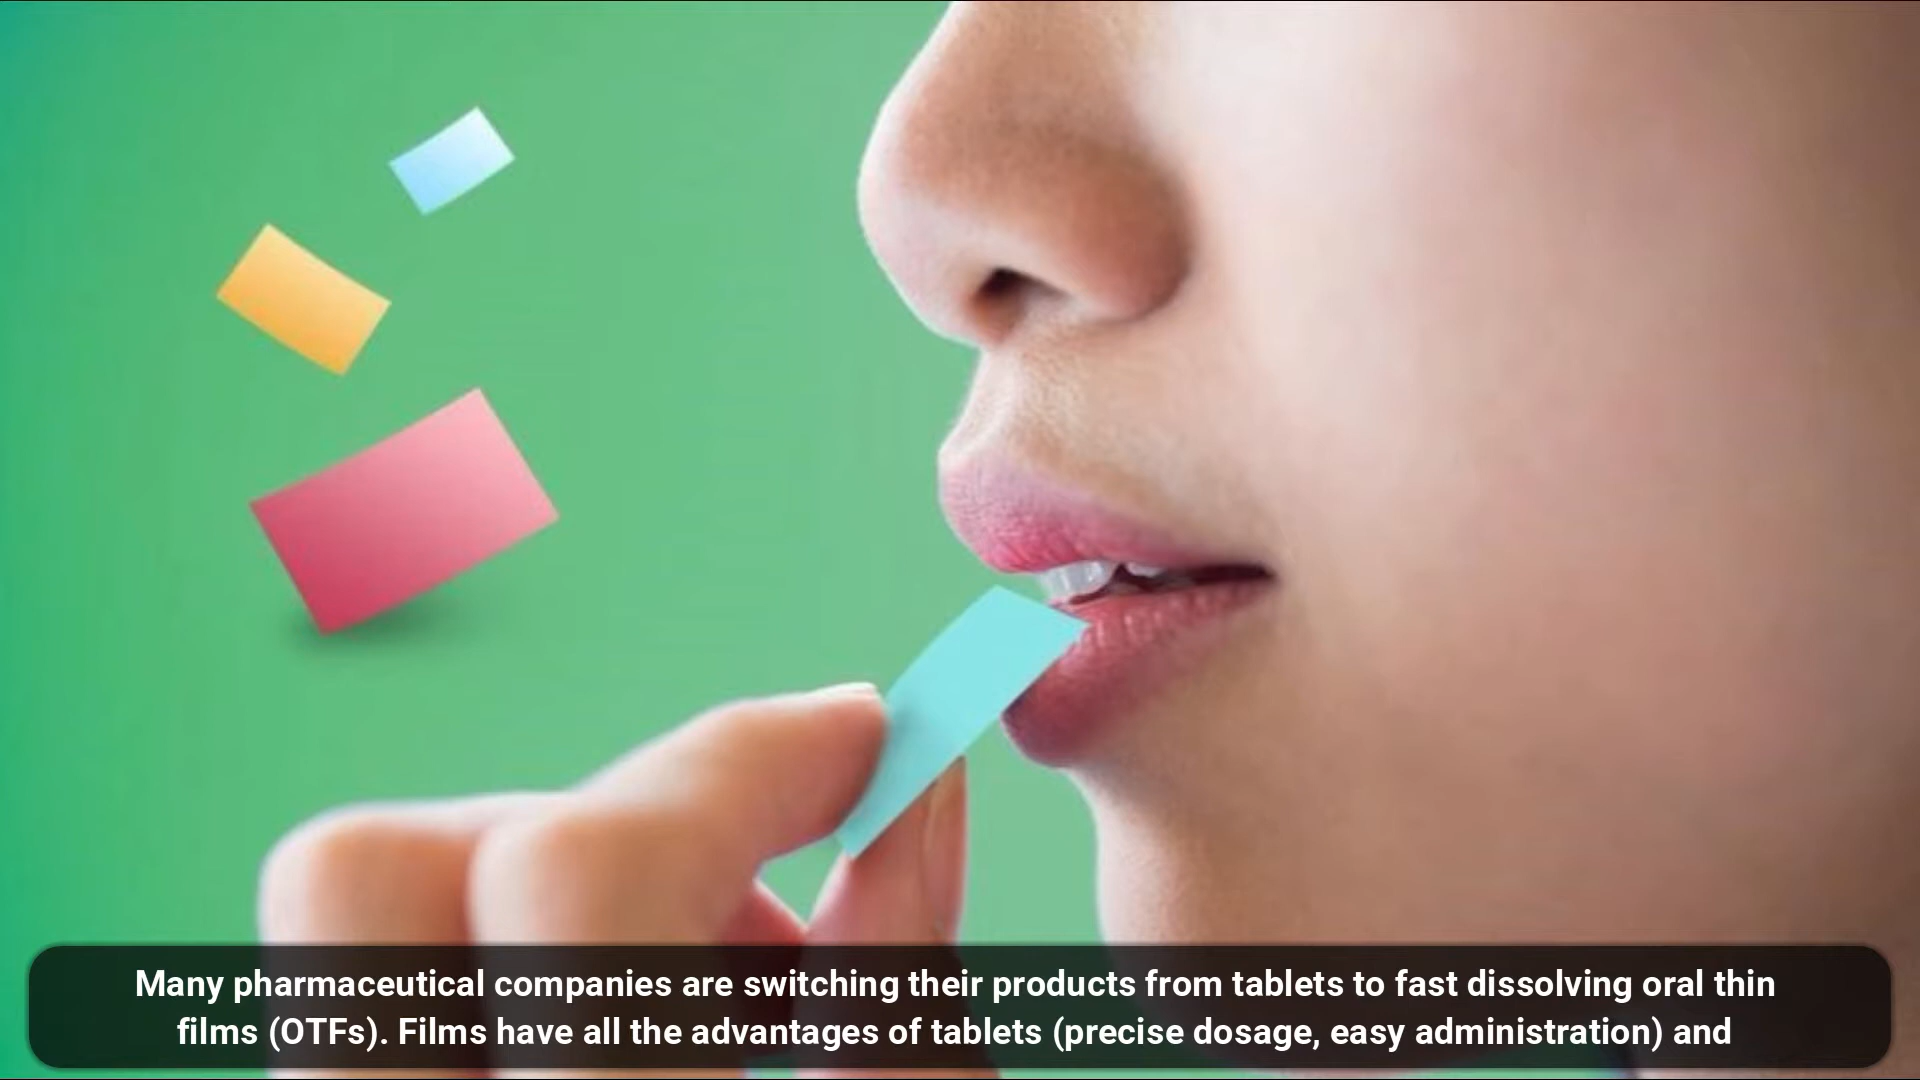 Many pharmaceutical companies are switching their products from tablets to fast dissolving oral thin
films (OTFs). Films have all the advantages of tablets (precise dosage, easy administration) and